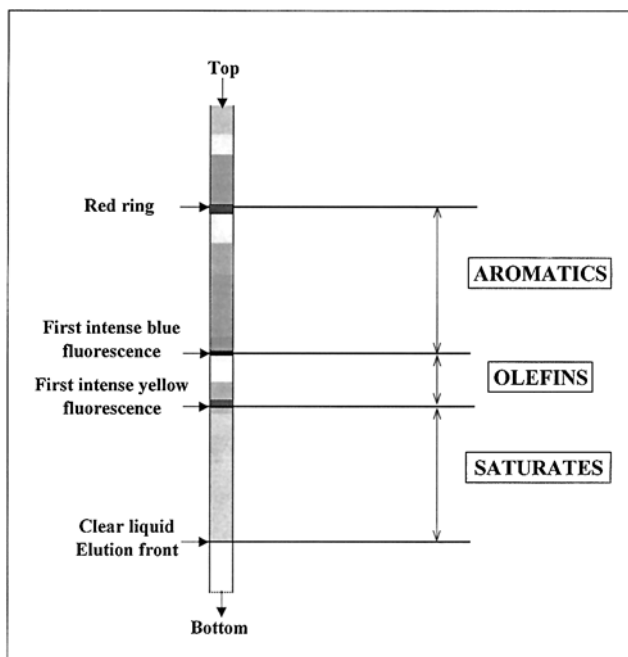 Top
Red ring
AROMATICS
First intense blue
fluorescence
OLEFINS
First intense yellow
fluorescence
SATURATES
Clear liquid
Elution front
Bottom